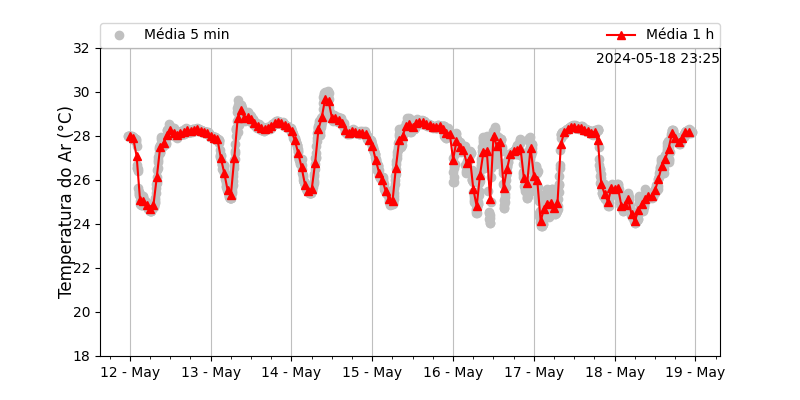 Média 5 min
Média 1 h
2024-05-18 23:25
Temperatura do Ar (°C)
32
30
28
26
24
22
20
18
12 - May
13 - May
14 - May
15 - May
16 - May
17 - May
18 - May
19 - May